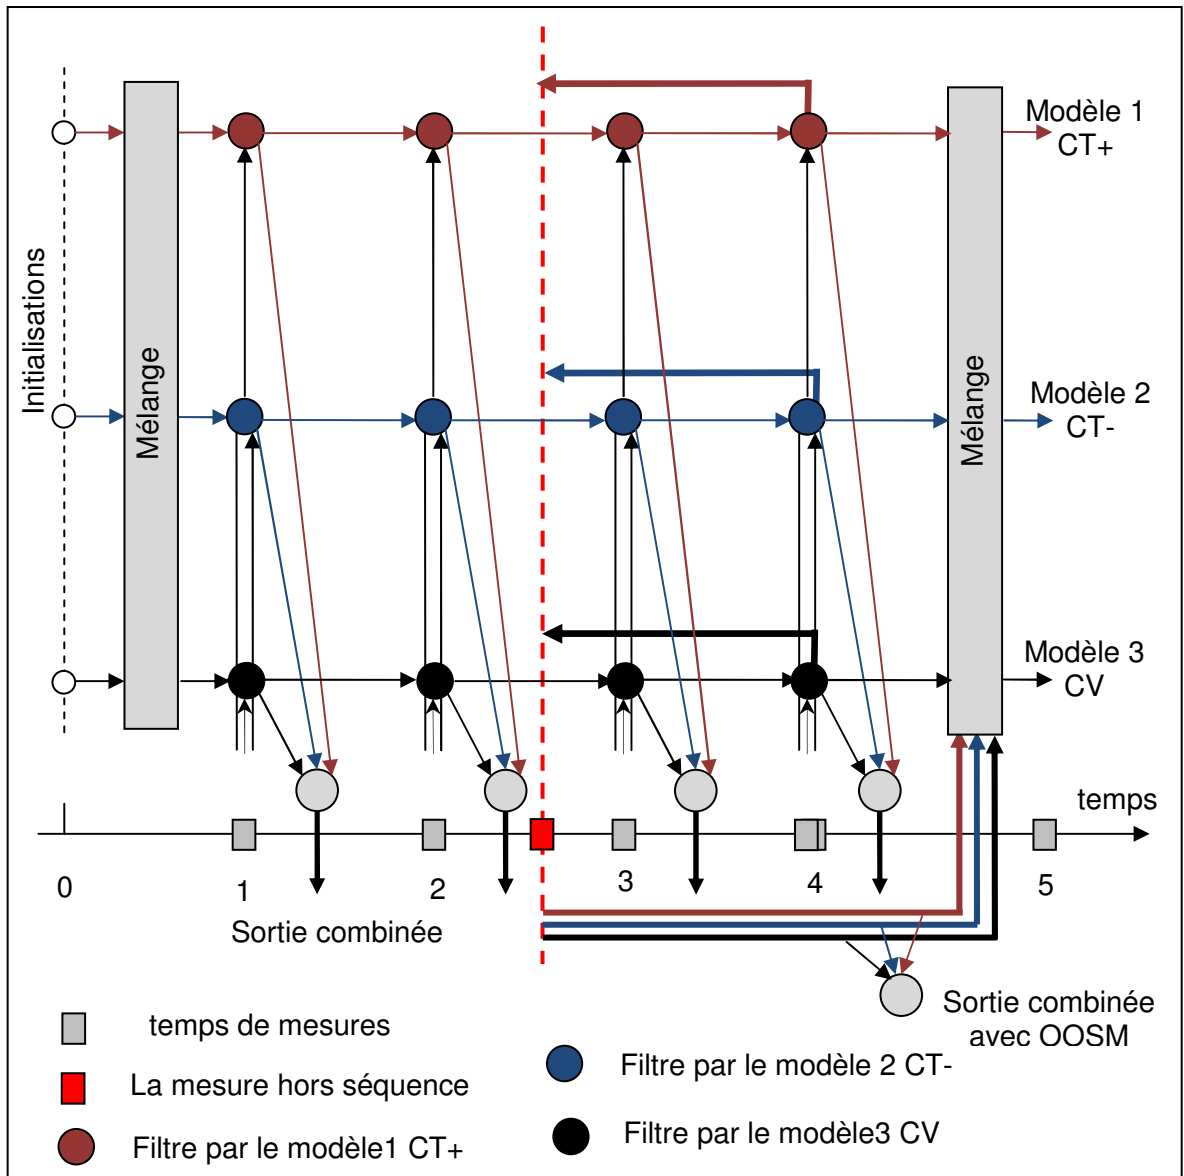 Modèle 1
CT+
Initialisations
Mélange
Mélange
Modèle 2
CT-
Modèle 3
CV
temps
0
1
2
3
4
5
Sortie combinée
Sortie combinée
avec OOSM
temps de mesures
La mesure hors séquence
Filtre par le modèle1 CT+
Filtre par le modèle 2 CT-
Filtre par le modèle3 CV